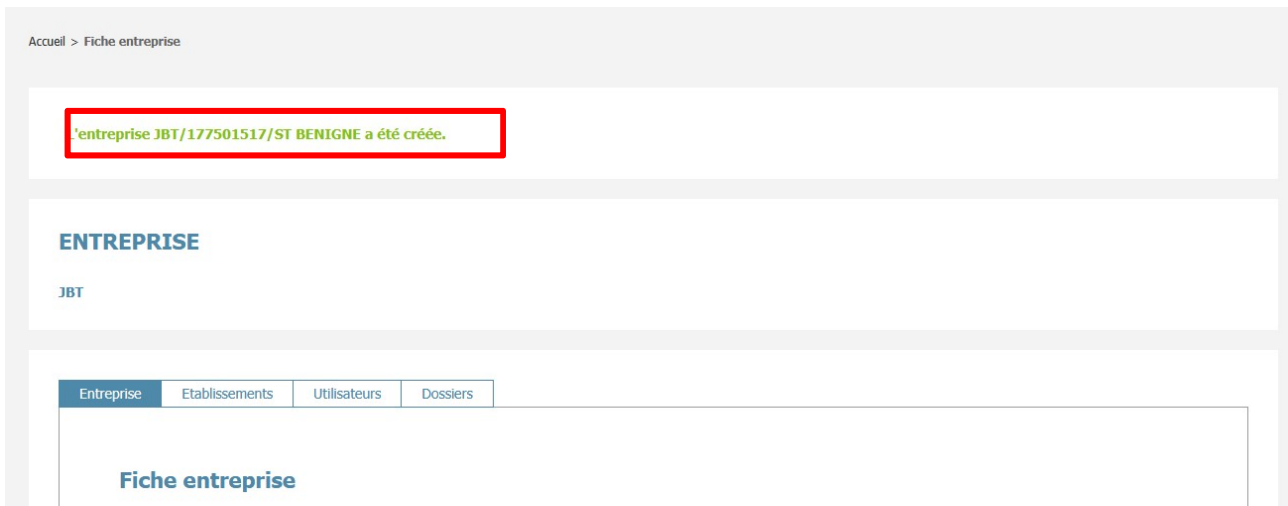 Accueil > Fiche entreprise
L'entreprise JBT/177501517/ST BENIGNE a été créée.
ENTREPRISE
JBT
Entreprise Etablissements Utilisateurs Dossiers
Fiche entreprise